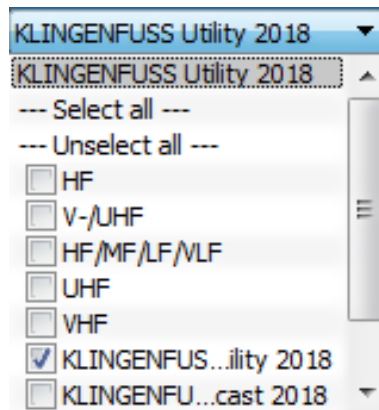 KLINGENFUSS Utility 2018
KLINGENFUSS Utility 2018
--- Select all ---
--- Unselect all ---
HF
V-/UHF
HF/MF/LF/VLF
UHF
VHF
KLINGENFUS...ility 2018
KLINGENFU...cast 2018